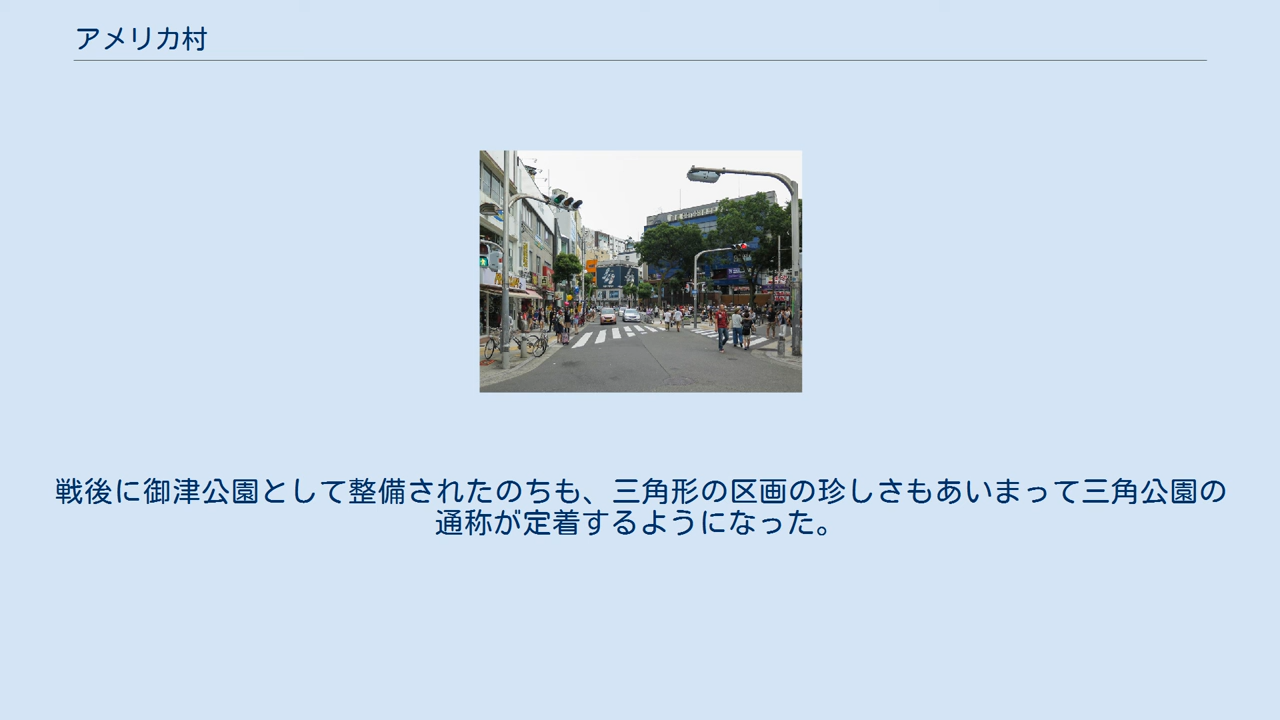 アメリカ村
戦後に御津公園として整備されたのちも、三角形の区画の珍しさもあいまって三角公園の
通称が定着するようになった。